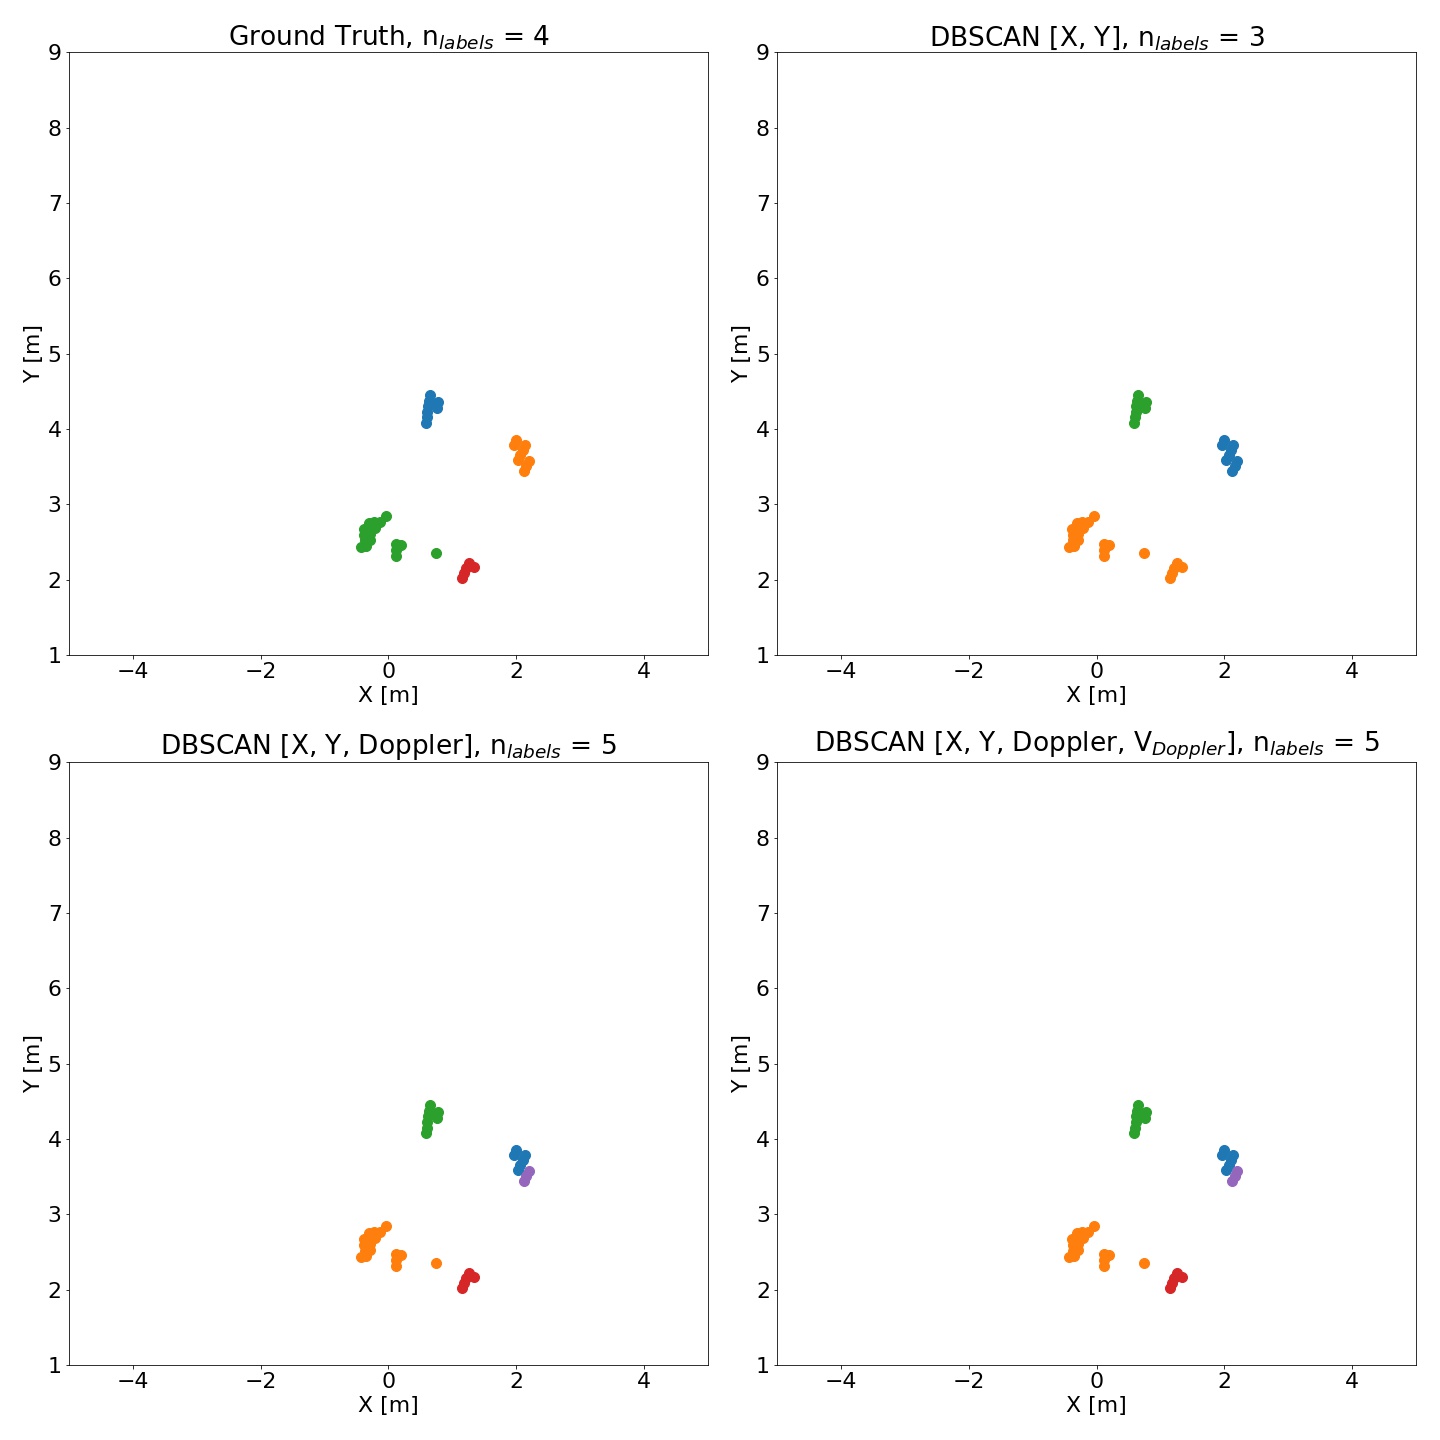 Ground Truth, n_labels = 4
9
8
7
6
5
4
3
2
1
Y [m]
−4 −2 0 2 4
X [m]
DBSCAN [X, Y], n_labels = 3
9
8
7
6
5
4
3
2
1
Y [m]
−4 −2 0 2 4
X [m]
DBSCAN [X, Y, Doppler], n_labels = 5
9
8
7
6
5
4
3
2
1
Y [m]
−4 −2 0 2 4
X [m]
DBSCAN [X, Y, Doppler, V_Doppler], n_labels = 5
9
8
7
6
5
4
3
2
1
Y [m]
−4 −2 0 2 4
X [m]